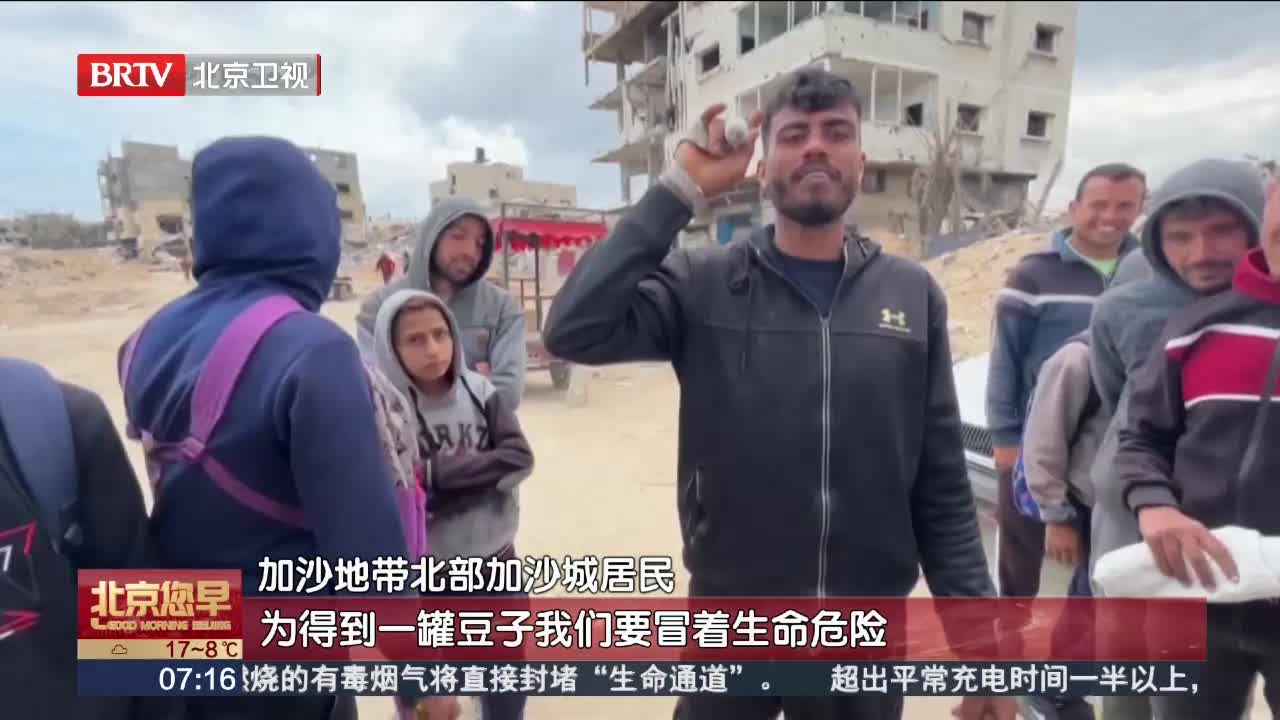 BRTV 北京卫视
加沙地带北部加沙城居民
为得到一罐豆子我们要冒着生命危险
北京您早
GOOD MORNING BEIJING
17~8℃
07:16
烧的有毒烟气将直接封堵“生命通道”。 超出平常充电时间一半以上,